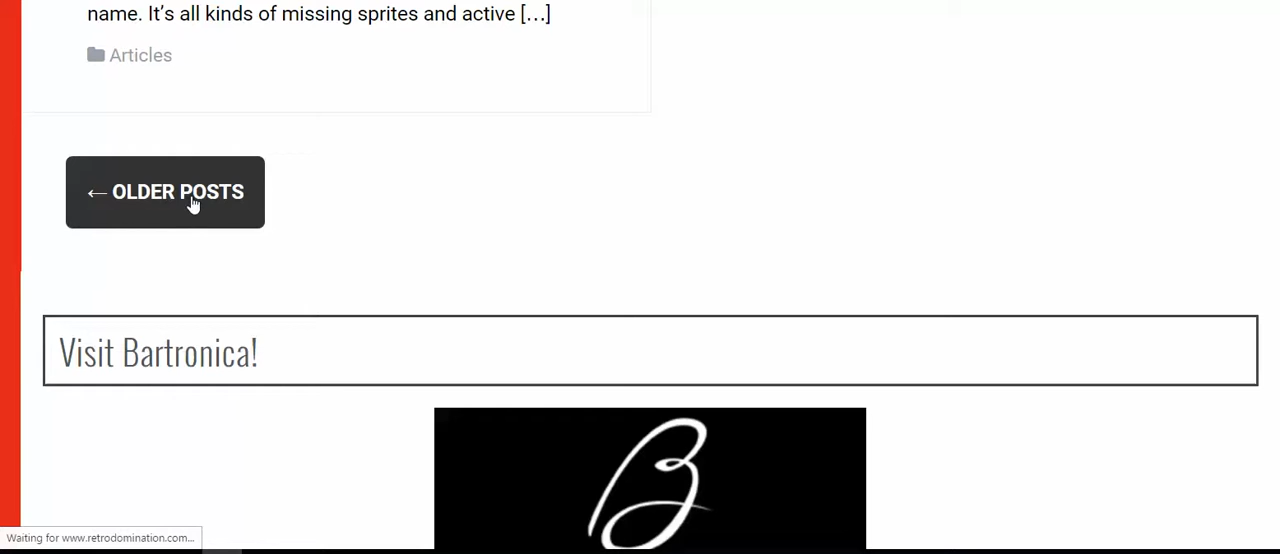 name. It’s all kinds of missing sprites and active […]
Articles
← OLDER POSTS
Visit Bartronica!
B
Waiting for www.retrodomination.com...